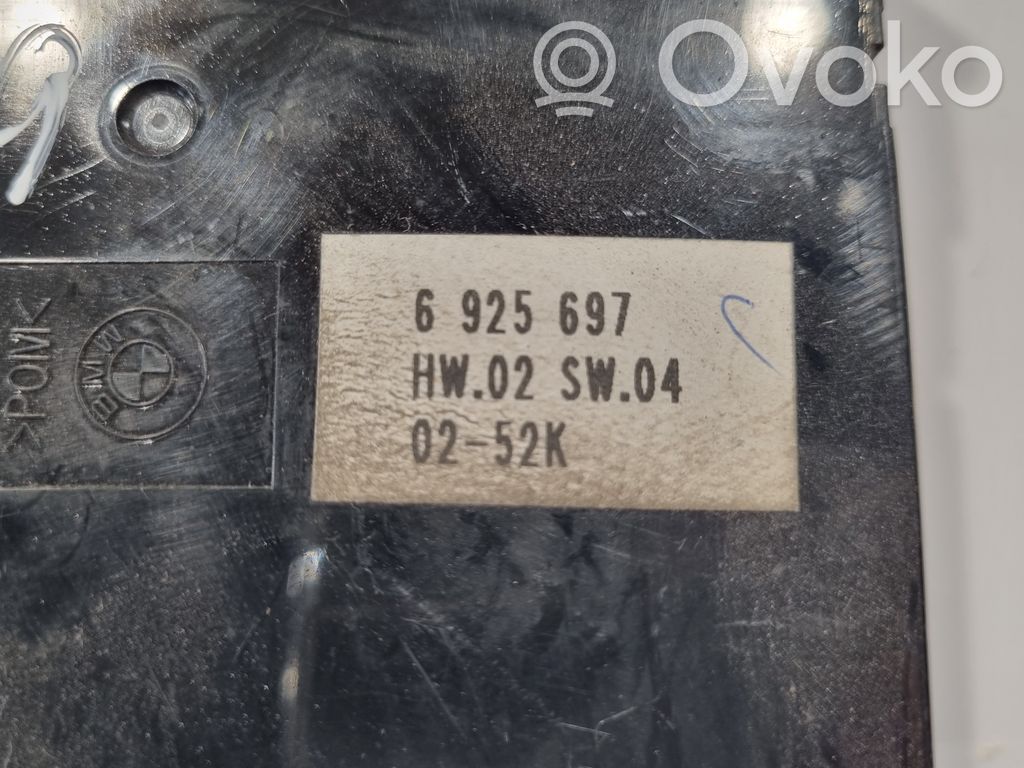 Ovoko
6 925 697
HW.02 SW.04
02-52K
>POM<
BMW